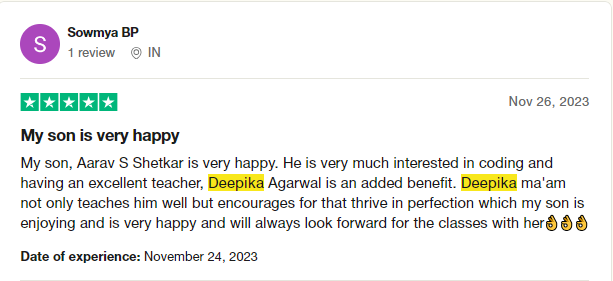 Sowmya BP
S
1 review IN
Nov 26, 2023
My son is very happy
My son, Aarav S Shetkar is very happy. He is very much interested in coding and
having an excellent teacher, Deepika Agarwal is an added benefit. Deepika ma'am
not only teaches him well but encourages for that thrive in perfection which my son is
enjoying and is very happy and will always look forward for the classes with her👌👌👌
Date of experience: November 24, 2023